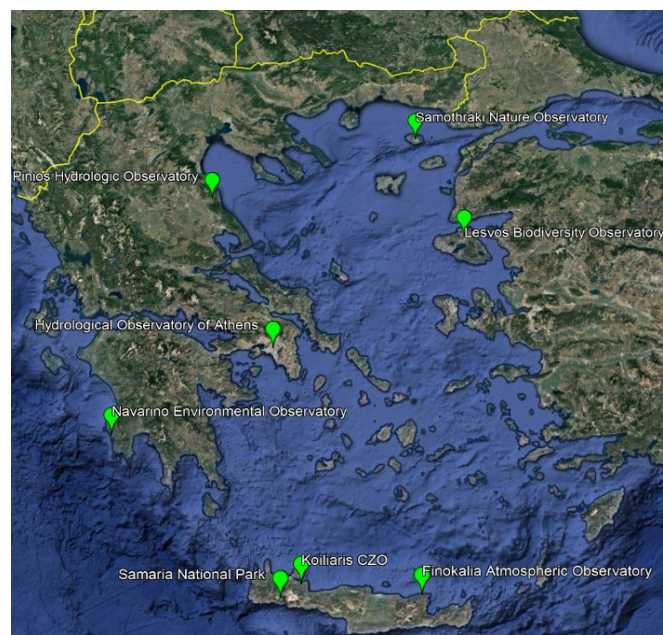 Samothraki Nature Observatory
Pinios Hydrologic Observatory
Lesvos Biodiversity Observatory
Hydrological Observatory of Athens
Navarino Environmental Observatory
Koiliaris CZO
Samaria National Park
Finokalia Atmospheric Observatory